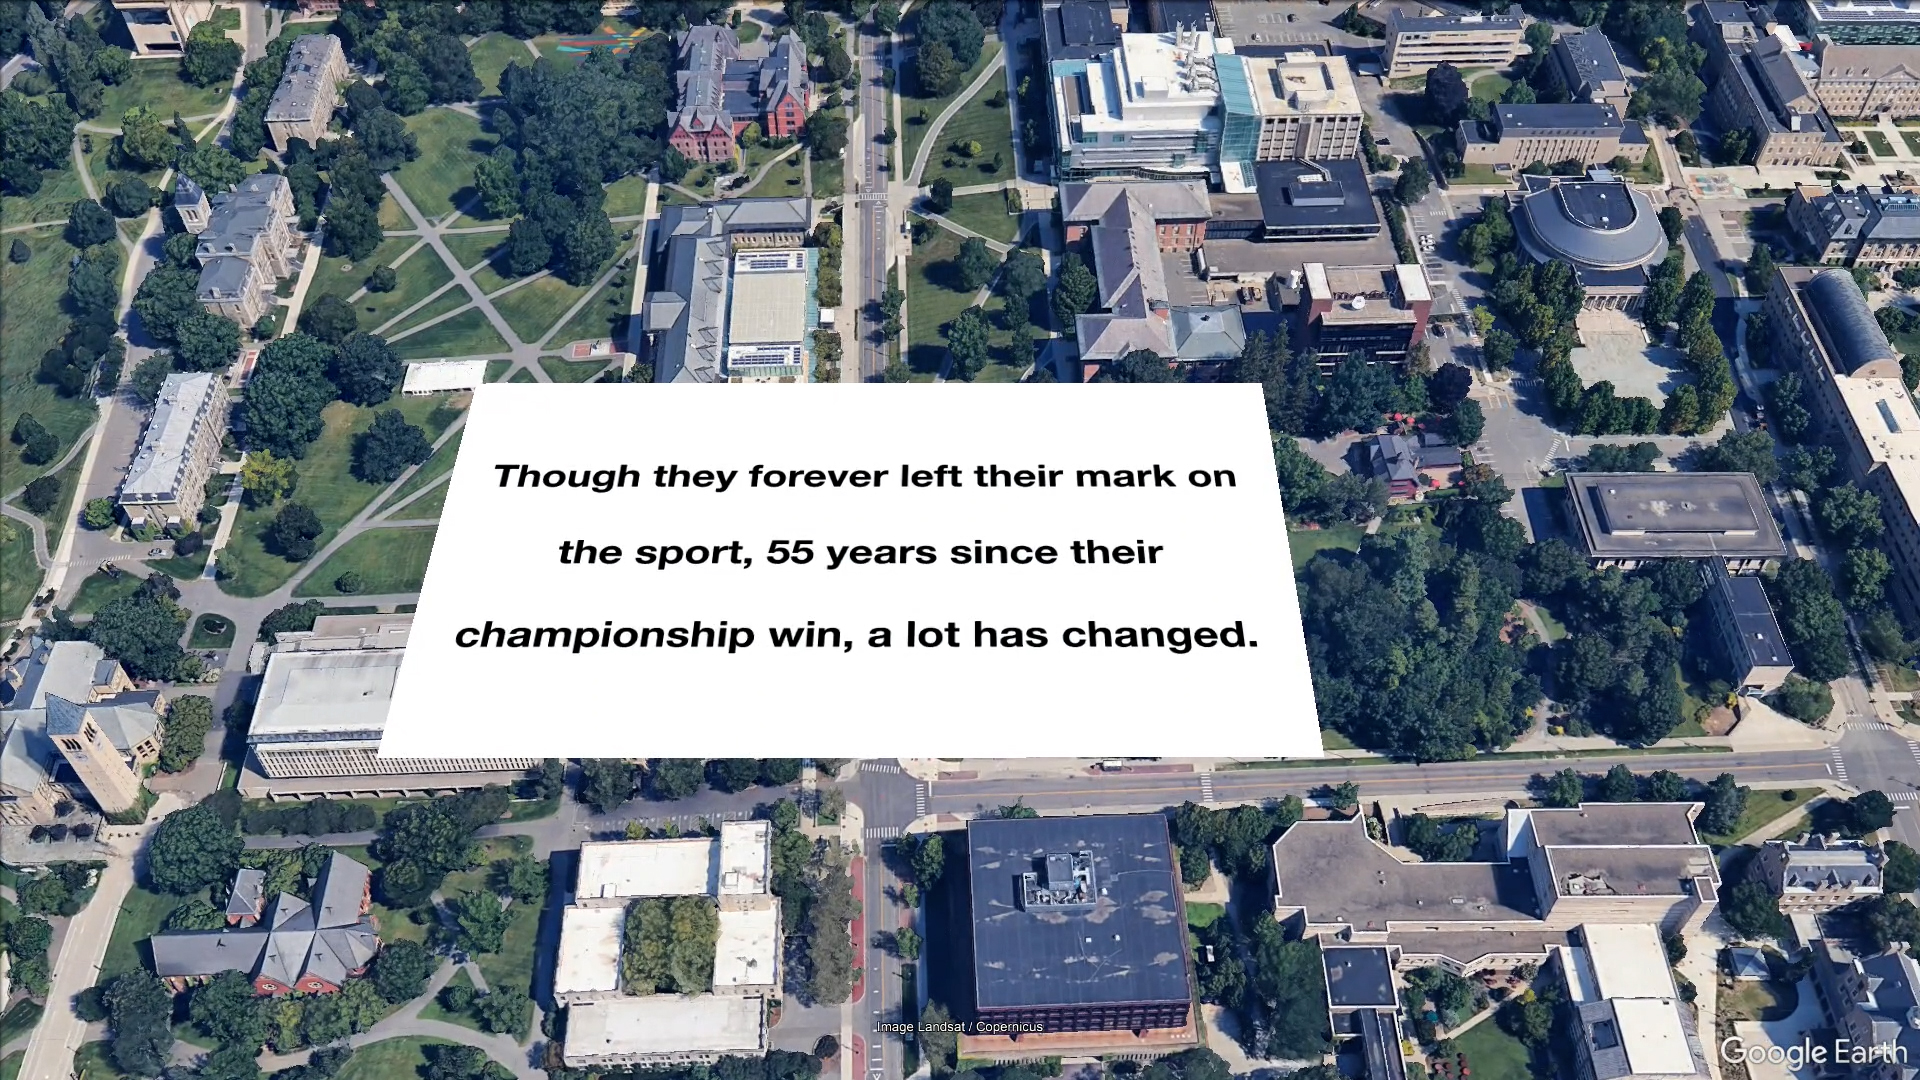 Though they forever left their mark on
the sport, 55 years since their
championship win, a lot has changed.
Image Landsat / Copernicus
Google Earth